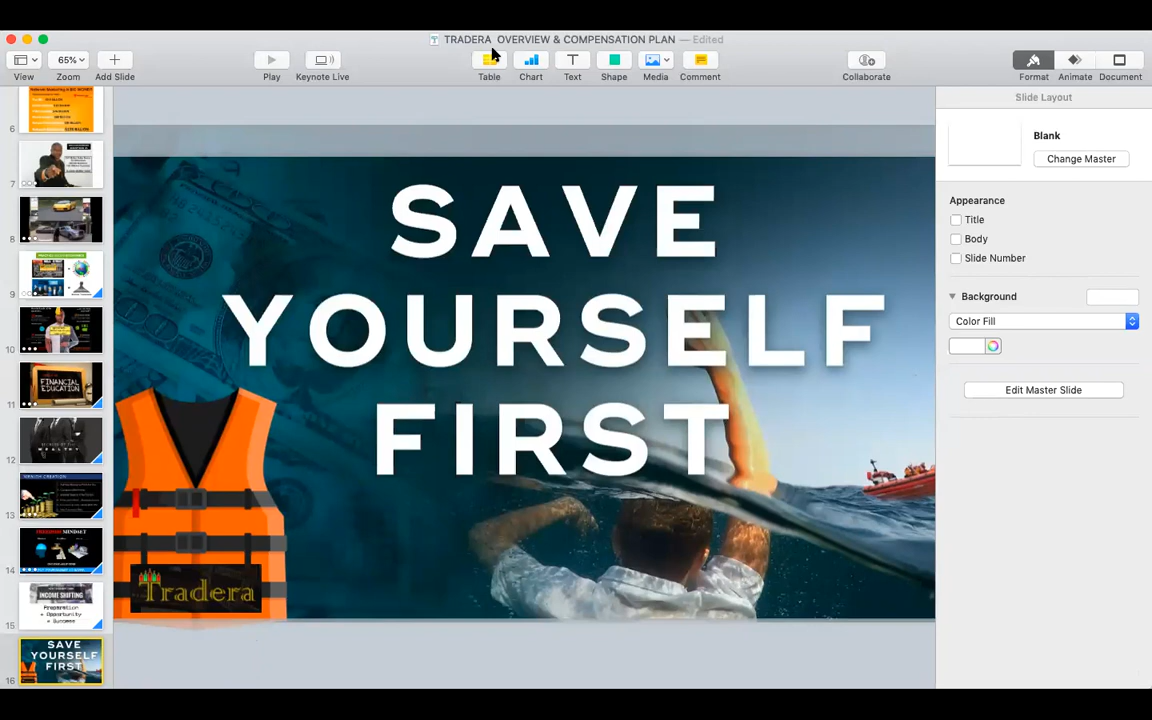 TRADERA OVERVIEW & COMPENSATION PLAN — Edited
65%
View
Zoom
Add Slide
Play
Keynote Live
Table
Chart
Text
Shape
Media
Comment
Collaborate
Format
Animate
Document
6
7
8
9
10
FINANCIAL
EDUCATION
11
WEALTHY
12
13
FREEDOM MINDSET
14
INCOME SHIFTING
Preparation
+ Opportunity
= Success
15
SAVE
YOURSELF
FIRST
16
SAVE
YOURSELF
FIRST
Tradera
Slide Layout
Blank
Change Master
Appearance
Title
Body
Slide Number
Background
Color Fill
Edit Master Slide